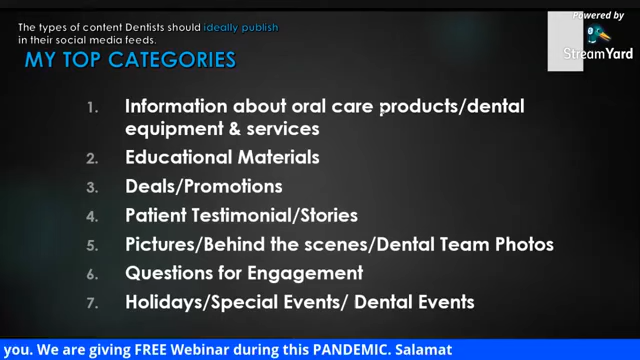 The types of content Dentists should ideally publish
in their social media feeds.
MY TOP CATEGORIES
Powered by
StreamYard
1. Information about oral care products/dental
equipment & services
2. Educational Materials
3. Deals/Promotions
4. Patient Testimonial/Stories
5. Pictures/Behind the scenes/Dental Team Photos
6. Questions for Engagement
7. Holidays/Special Events/ Dental Events
you. We are giving FREE Webinar during this PANDEMIC. Salamat